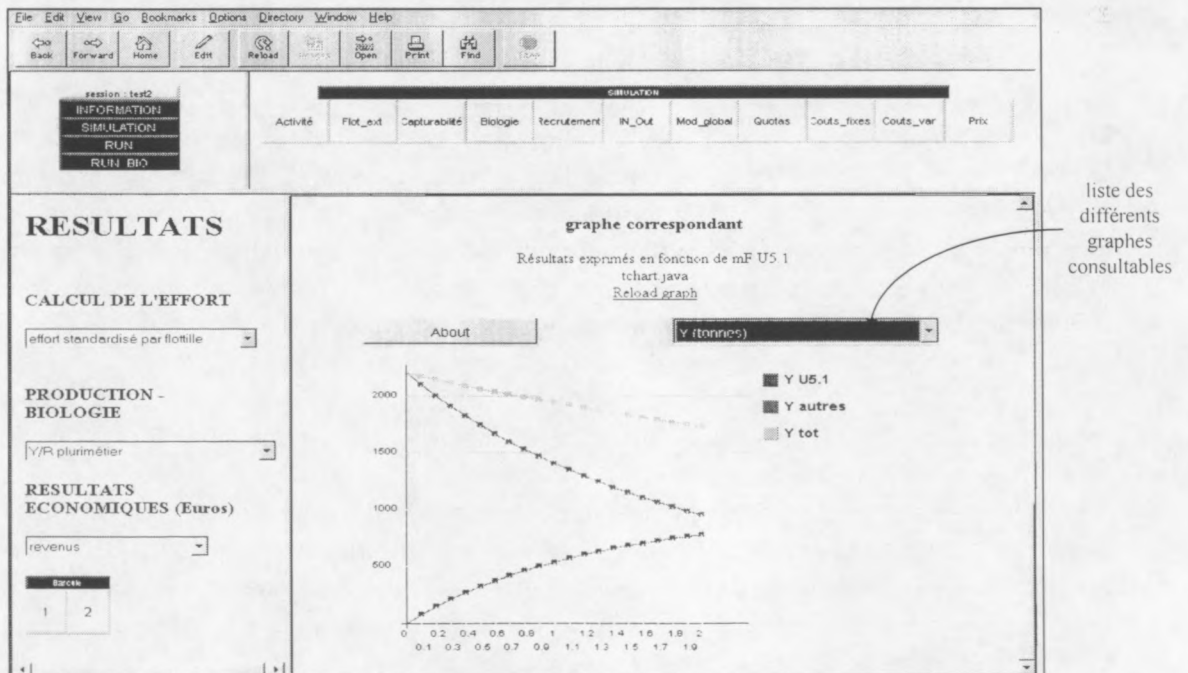 File Edit View Go Bookmarks Options Directory Window Help
Back Forward Home Edit Reload Open Print Find
session : test2
INFORMATION
SIMULATION
RUN
RUN BIO
SIMULATION
Activité Flot_ext Capturabilité Biologie Recrutement IN_Out Mod_global Quotas Couts_fixes Couts_var Prix
RESULTATS
CALCUL DE L'EFFORT
effort standardisé par flottille
PRODUCTION -
BIOLOGIE
Y/R plurimétier
RESULTATS
ECONOMIQUES (Euros)
revenus
1 2
graphe correspondant
Résultats exprimés en fonction de mF U5.1
tchart java
Reload graph
About
Y (tonnes)
Y U5.1
Y autres
Y tot
2000
1500
1000
500
0 0.2 0.4 0.6 0.8 1 1.2 1.4 1.6 1.8 2
0.1 0.3 0.5 0.7 0.9 1.1 1.3 1.5 1.7 1.9
liste des
différents
graphes
consultables